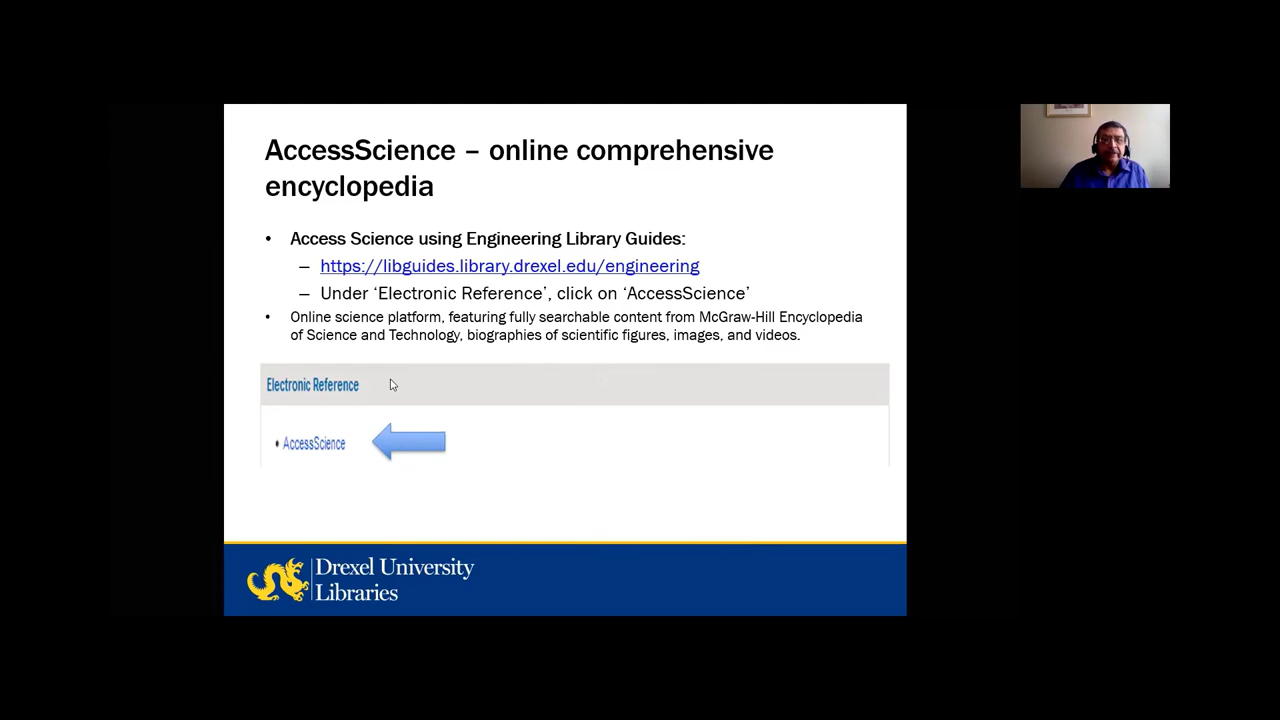 AccessScience – online comprehensive
encyclopedia
• Access Science using Engineering Library Guides:
– https://libguides.library.drexel.edu/engineering
– Under ‘Electronic Reference’, click on ‘AccessScience’
• Online science platform, featuring fully searchable content from McGraw-Hill Encyclopedia
of Science and Technology, biographies of scientific figures, images, and videos.
Electronic Reference
• AccessScience
Drexel University
Libraries